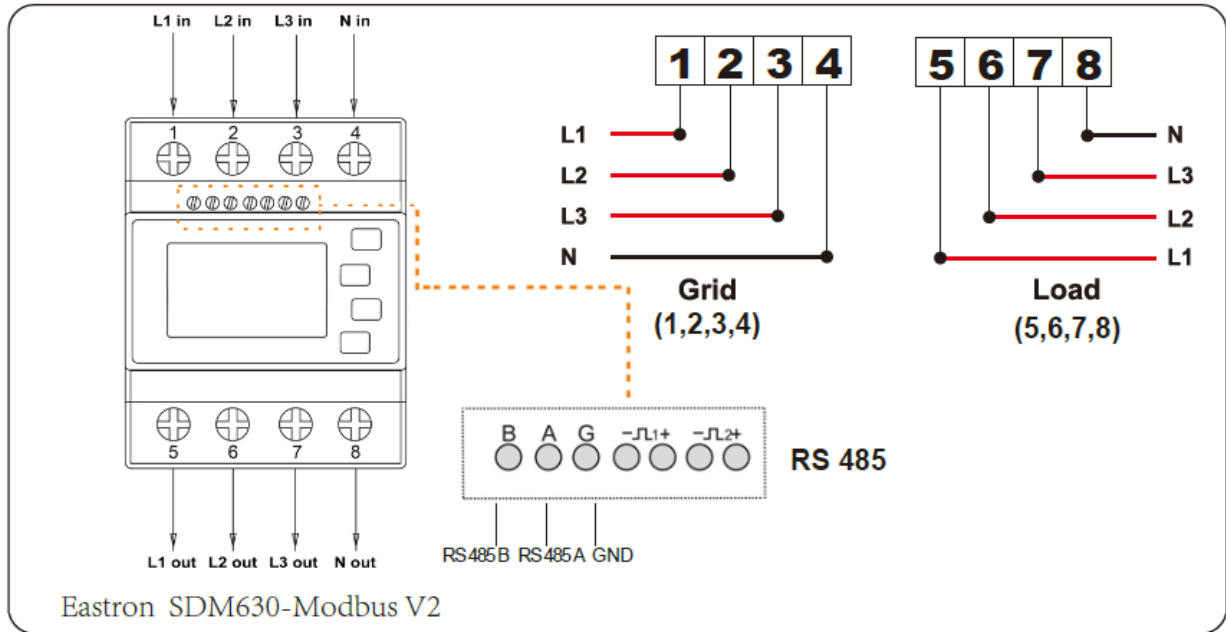 L1 in L2 in L3 in N in
1 2 3 4
5 6 7 8
L1 out L2 out L3 out N out
1 2 3 4
L1
L2
L3
N
Grid
(1,2,3,4)
5 6 7 8
N
L3
L2
L1
Load
(5,6,7,8)
B A G - 1+ - 2+
RS 485
RS485B RS485A GND
Eastron SDM630-Modbus V2